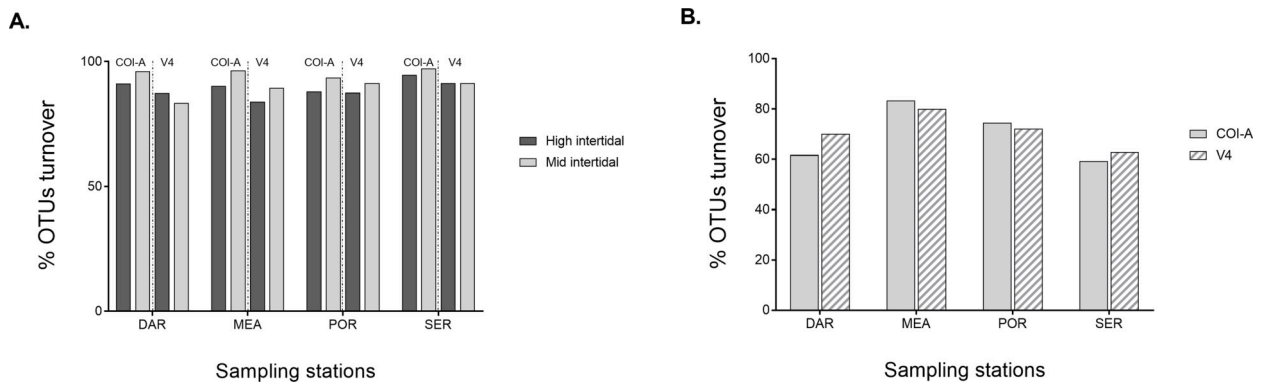 A.
% OTUs turnover
100
50
0
COI-A V4 COI-A V4 COI-A V4 COI-A V4
DAR MEA POR SER
Sampling stations
High intertidal
Mid intertidal
B.
% OTUs turnover
100
80
60
40
20
0
DAR MEA POR SER
Sampling stations
COI-A
V4